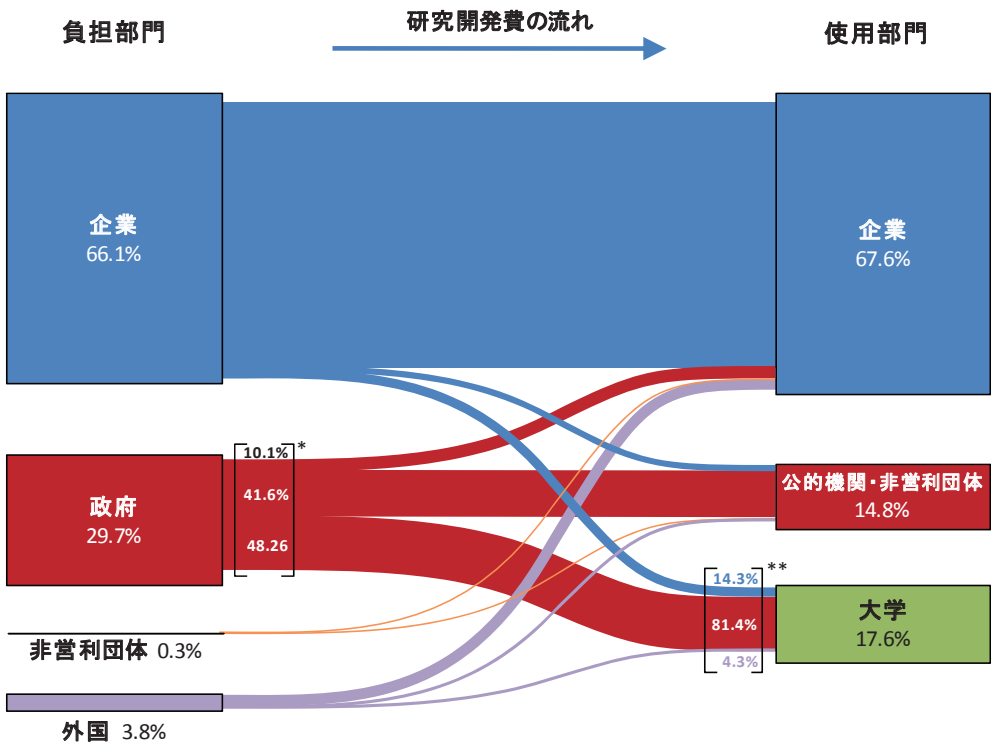 負担部門
研究開発費の流れ
使用部門
企業
66.1%
企業
67.6%
政府
29.7%
10.1%
*
41.6%
48.26
公的機関・非営利団体
14.8%
非営利団体 0.3%
14.3%
**
81.4%
4.3%
大学
17.6%
外国 3.8%